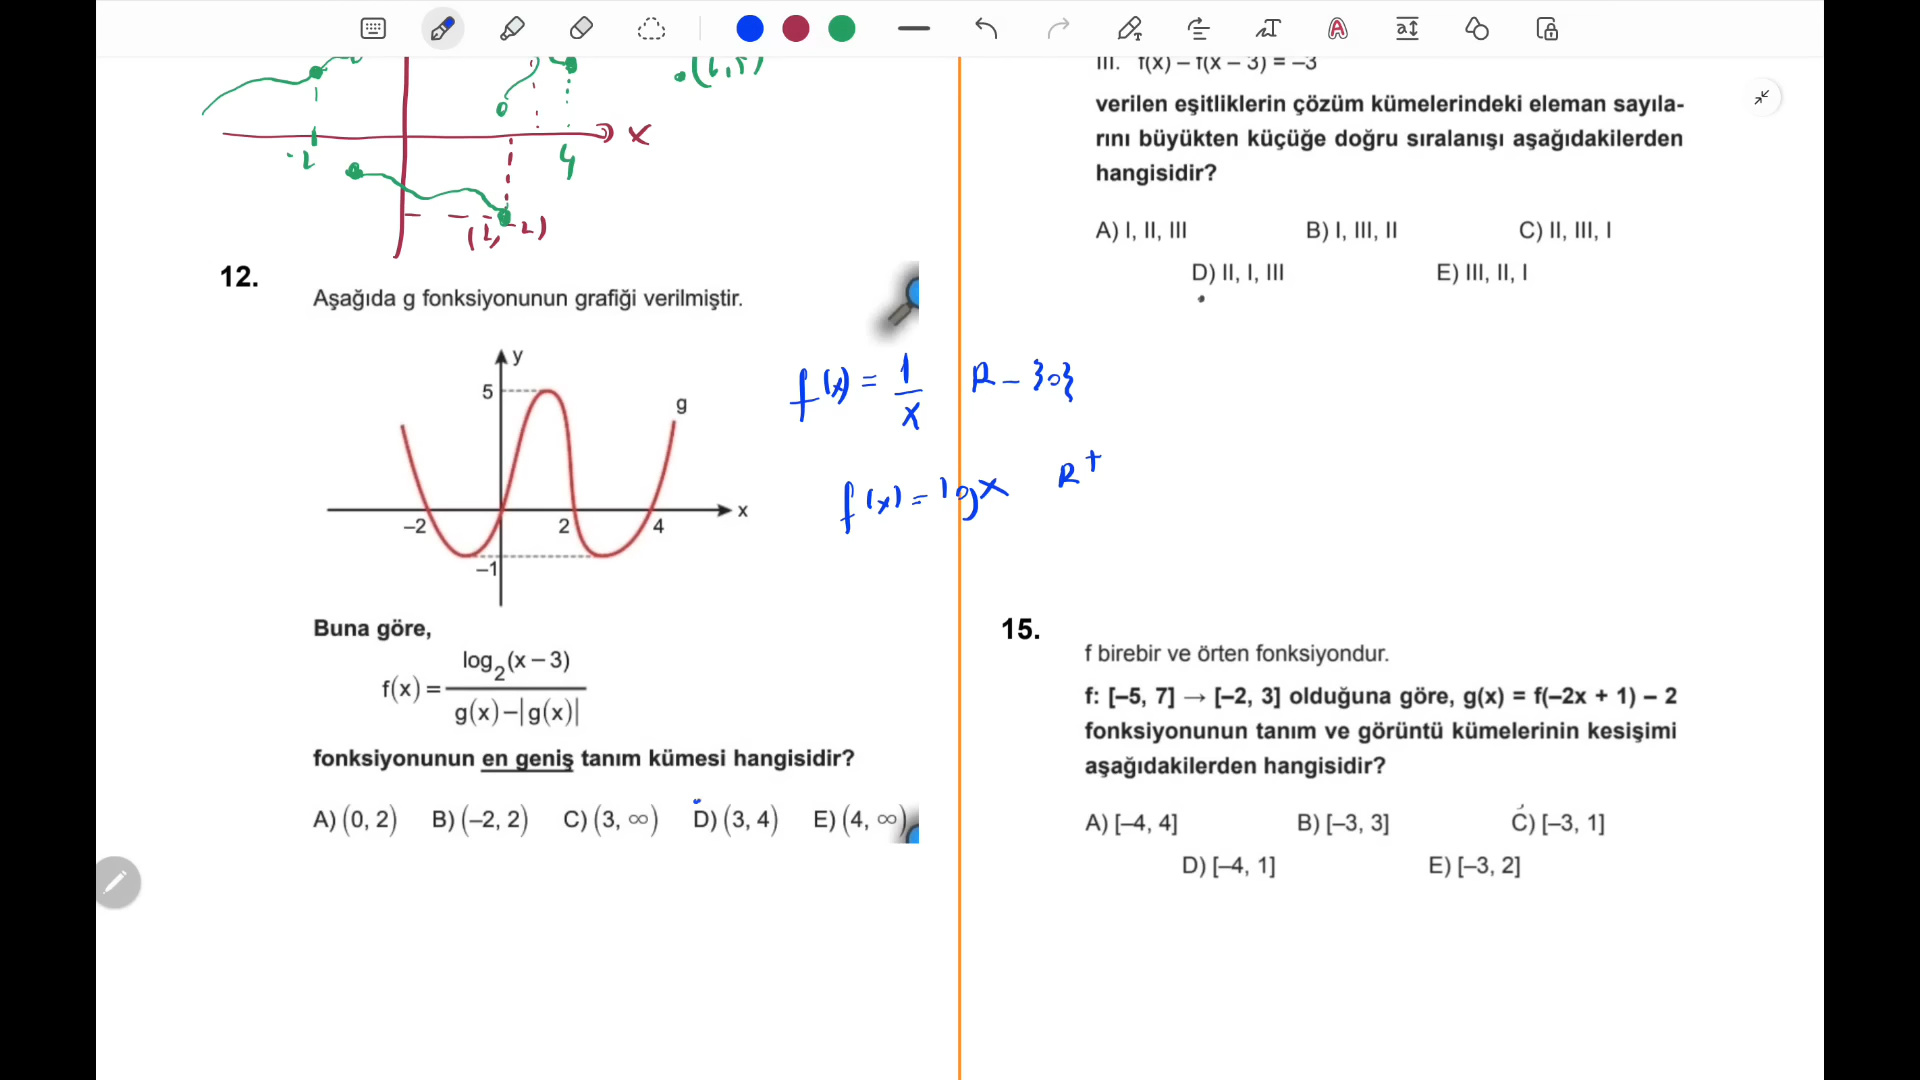 (6,5)
x
-2
4
(2, -2)
12.
Aşağıda g fonksiyonunun grafiği verilmiştir.
y
5
g
x
–2
2
4
–1
f(x) = 1/x R - {0}
f(x) = log x R+
Buna göre,
f(x) = log₂(x – 3) / g(x) – |g(x)|
fonksiyonunun en geniş tanım kümesi hangisidir?
A) (0, 2) B) (–2, 2) C) (3, ∞) D) (3, 4) E) (4, ∞)
III. f(x) – f(x – 3) = –3
verilen eşitliklerin çözüm kümelerindeki eleman sayıla-
rını büyükten küçüğe doğru sıralanışı aşağıdakilerden
hangisidir?
A) I, II, III B) I, III, II C) II, III, I
D) II, I, III E) III, II, I
15.
f birebir ve örten fonksiyondur.
f: [–5, 7] → [–2, 3] olduğuna göre, g(x) = f(–2x + 1) – 2
fonksiyonunun tanım ve görüntü kümelerinin kesişimi
aşağıdakilerden hangisidir?
A) [–4, 4] B) [–3, 3] C) [–3, 1]
D) [–4, 1] E) [–3, 2]